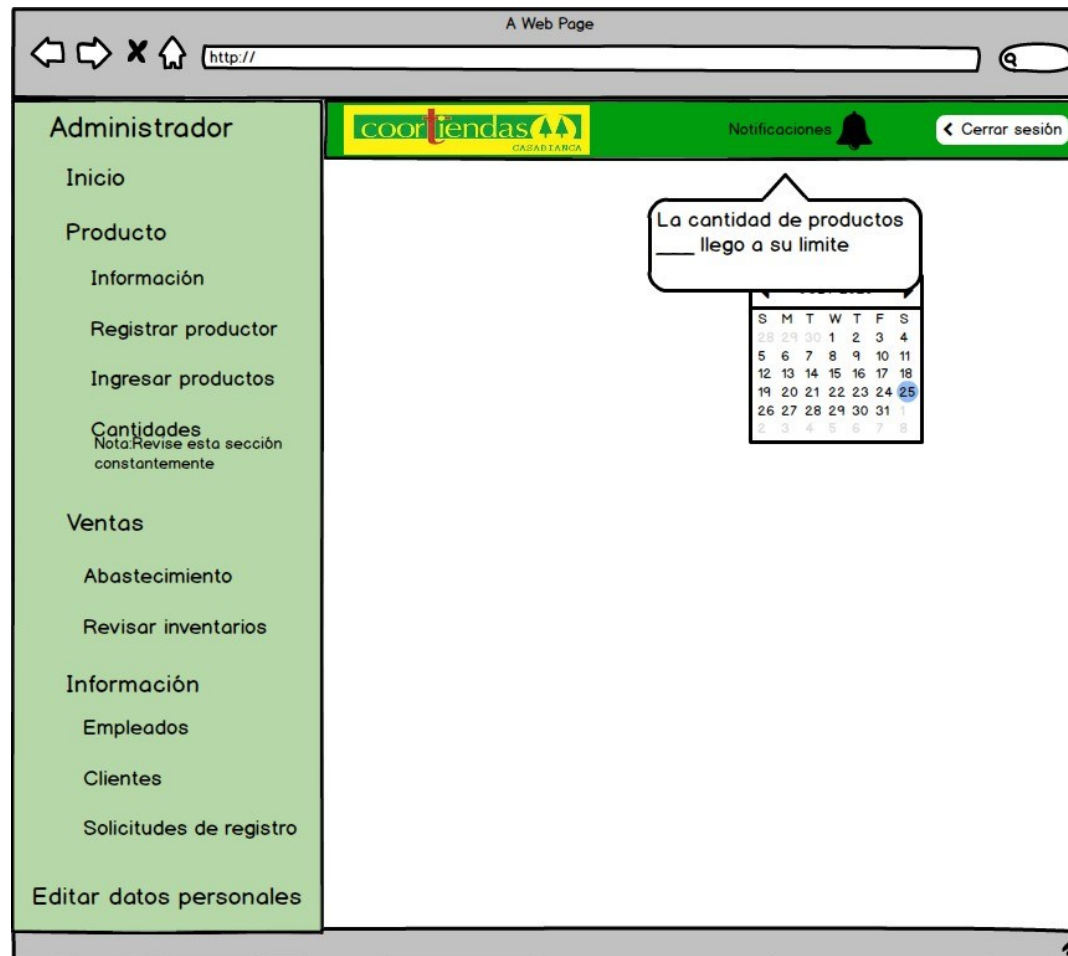 A Web Page
http://
Administrador
Inicio
Producto
Información
Registrar productor
Ingresar productos
Cantidades
Nota:Revise esta sección
constantemente
Ventas
Abastecimiento
Revisar inventarios
Información
Empleados
Clientes
Solicitudes de registro
Editar datos personales
coortiendas
CASADIANCA
Notificaciones
Cerrar sesión
La cantidad de productos
___ llego a su limite
S M T W T F S
28 29 30 1 2 3 4
5 6 7 8 9 10 11
12 13 14 15 16 17 18
19 20 21 22 23 24 25
26 27 28 29 30 31 1
2 3 4 5 6 7 8